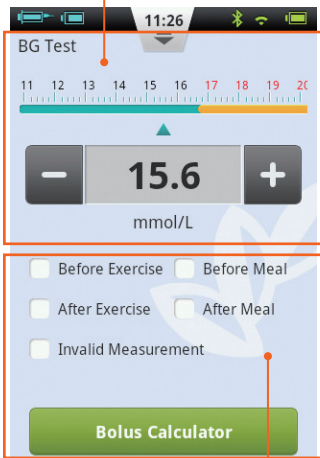 11:26
BG Test
11 12 13 14 15 16 17 18 19 20
− 15.6 +
mmol/L
Before Exercise Before Meal
After Exercise After Meal
Invalid Measurement
Bolus Calculator